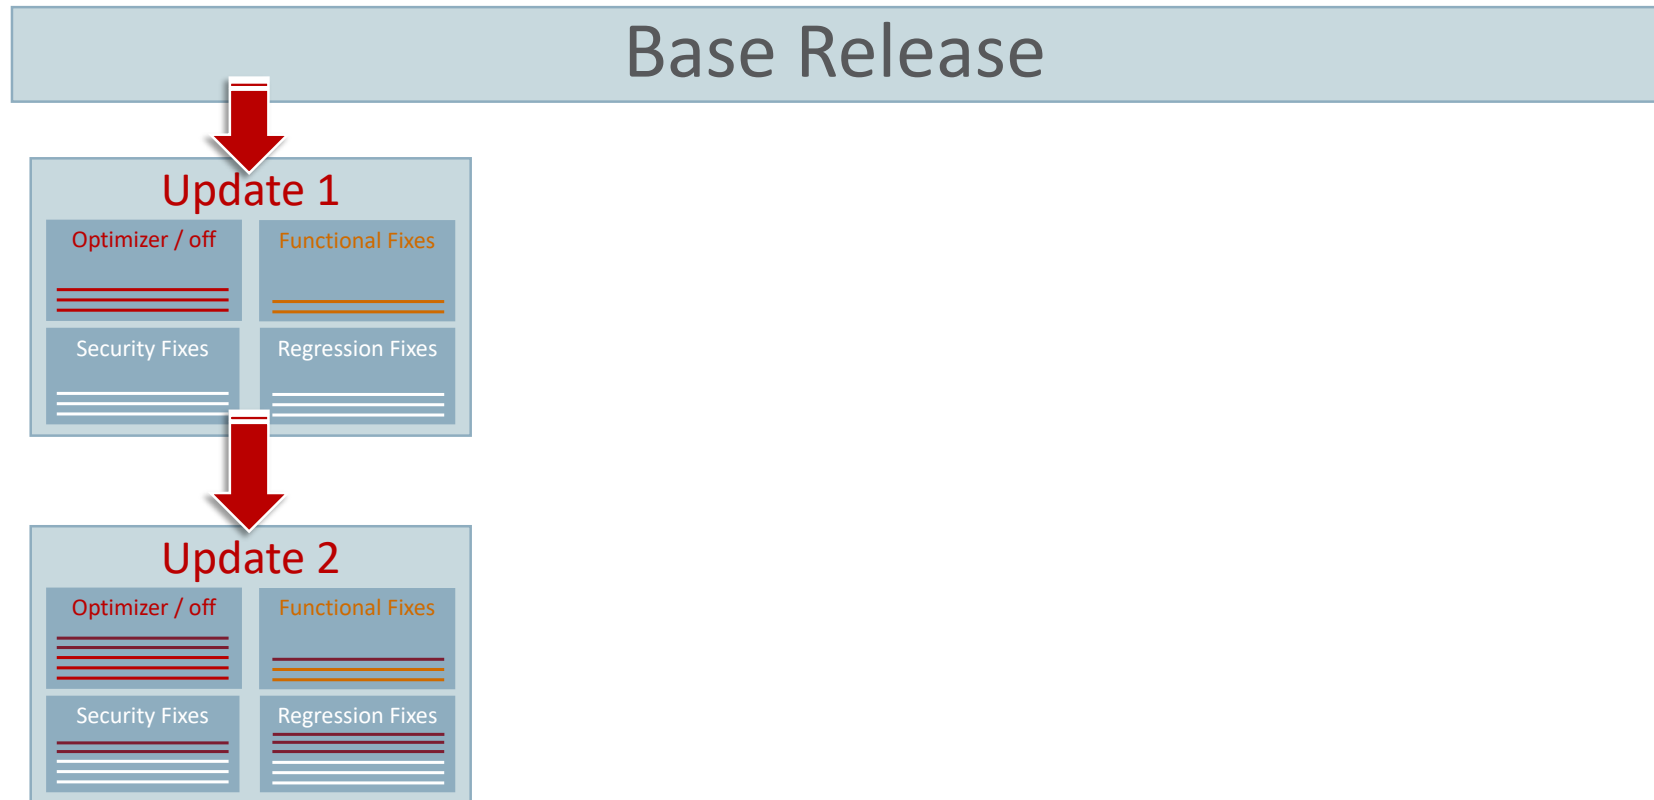 Base Release
Update 1
Optimizer / off
Functional Fixes
Security Fixes
Regression Fixes
Update 2
Optimizer / off
Functional Fixes
Security Fixes
Regression Fixes